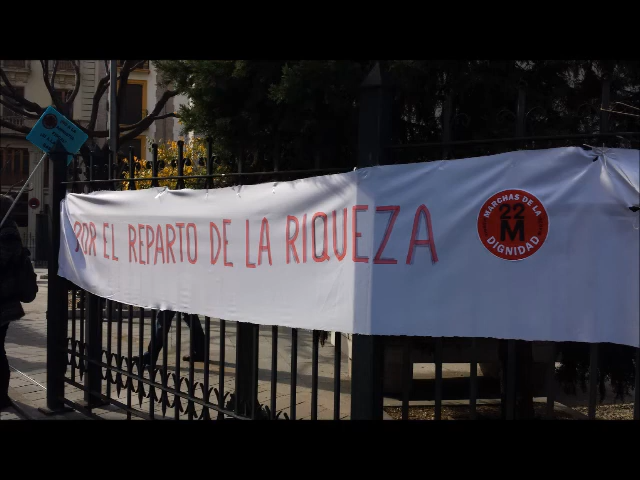 POR EL REPARTO DE LA RIQUEZA
MARCHAS DE LA
22
M
DIGNIDAD